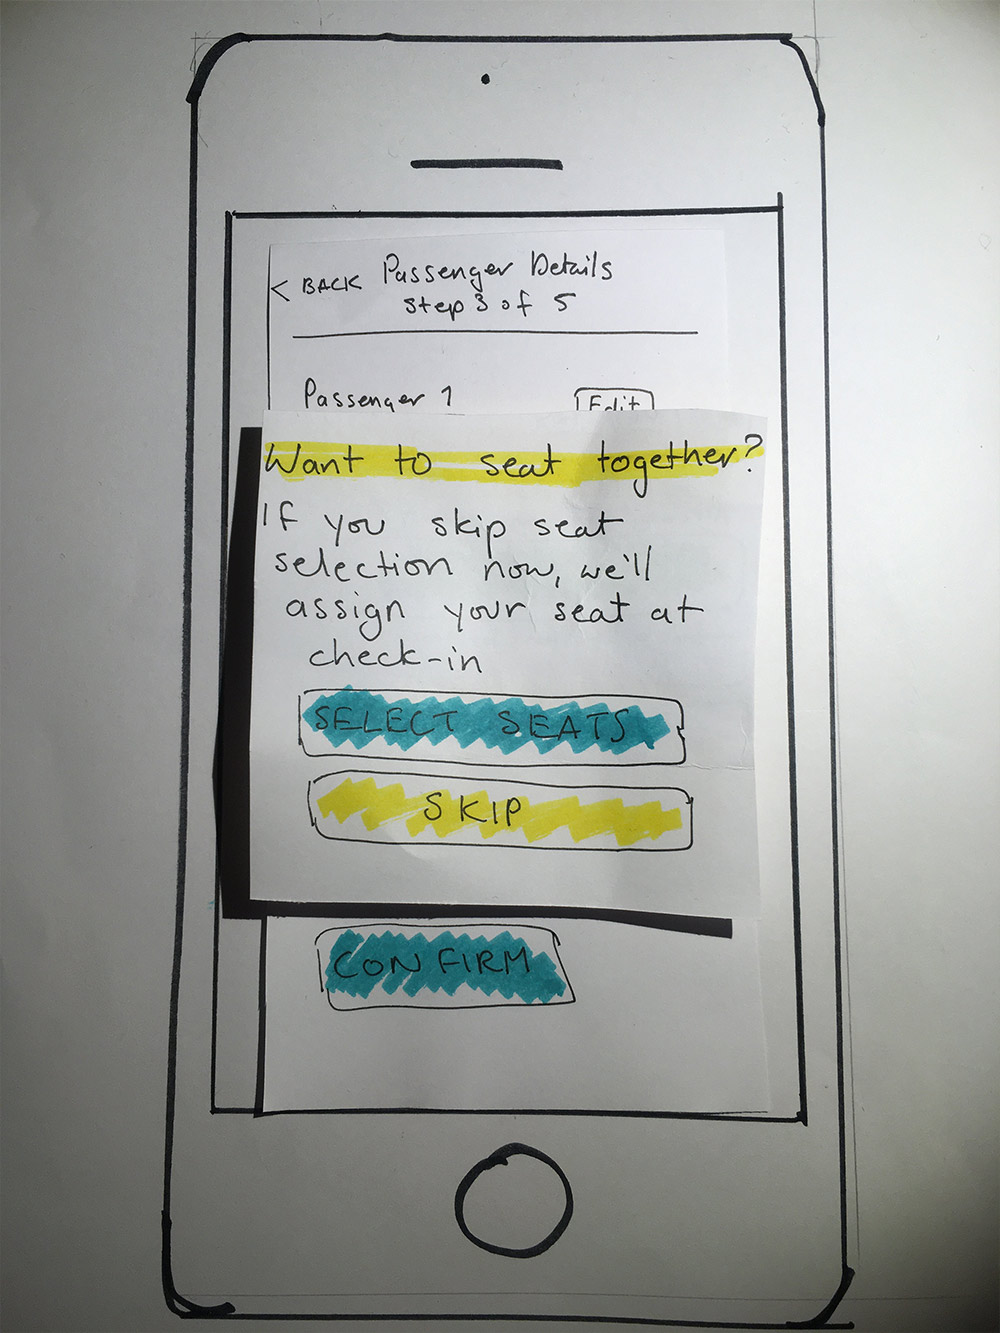 < BACK Passenger Details
Step 3 of 5
Passenger 1 Edit
Want to seat together?
If you skip seat
selection now, we'll
assign your seat at
check-in
SELECT SEATS
SKIP
CONFIRM